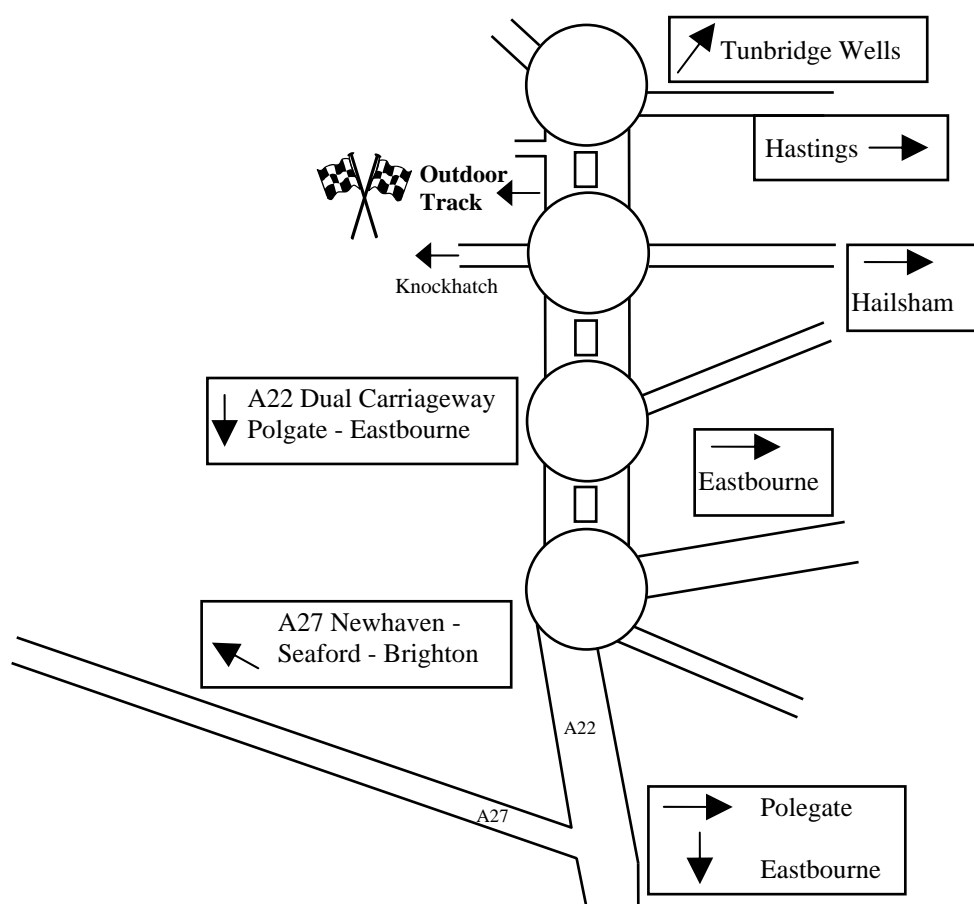 Tunbridge Wells
Hastings
Outdoor
Track
Knockhatch
Hailsham
A22 Dual Carriageway
Polgate - Eastbourne
Eastbourne
A27 Newhaven -
Seaford - Brighton
A22
A27
Polegate
Eastbourne